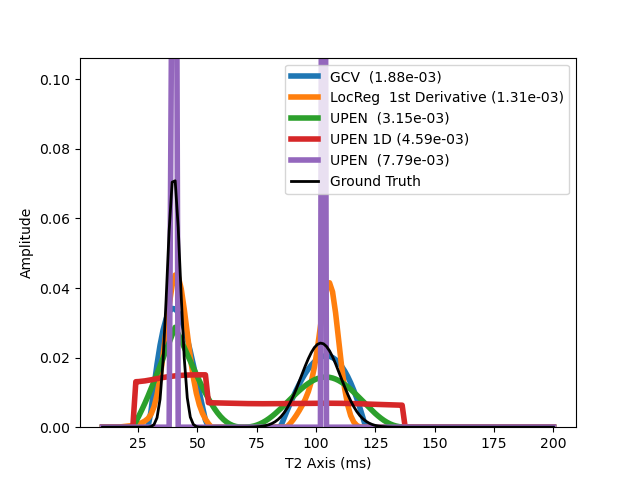 GCV  (1.88e-03)
LocReg  1st Derivative (1.31e-03)
UPEN  (3.15e-03)
UPEN 1D (4.59e-03)
UPEN  (7.79e-03)
Ground Truth
Amplitude
0.10
0.08
0.06
0.04
0.02
0.00
25 50 75 100 125 150 175 200
T2 Axis (ms)